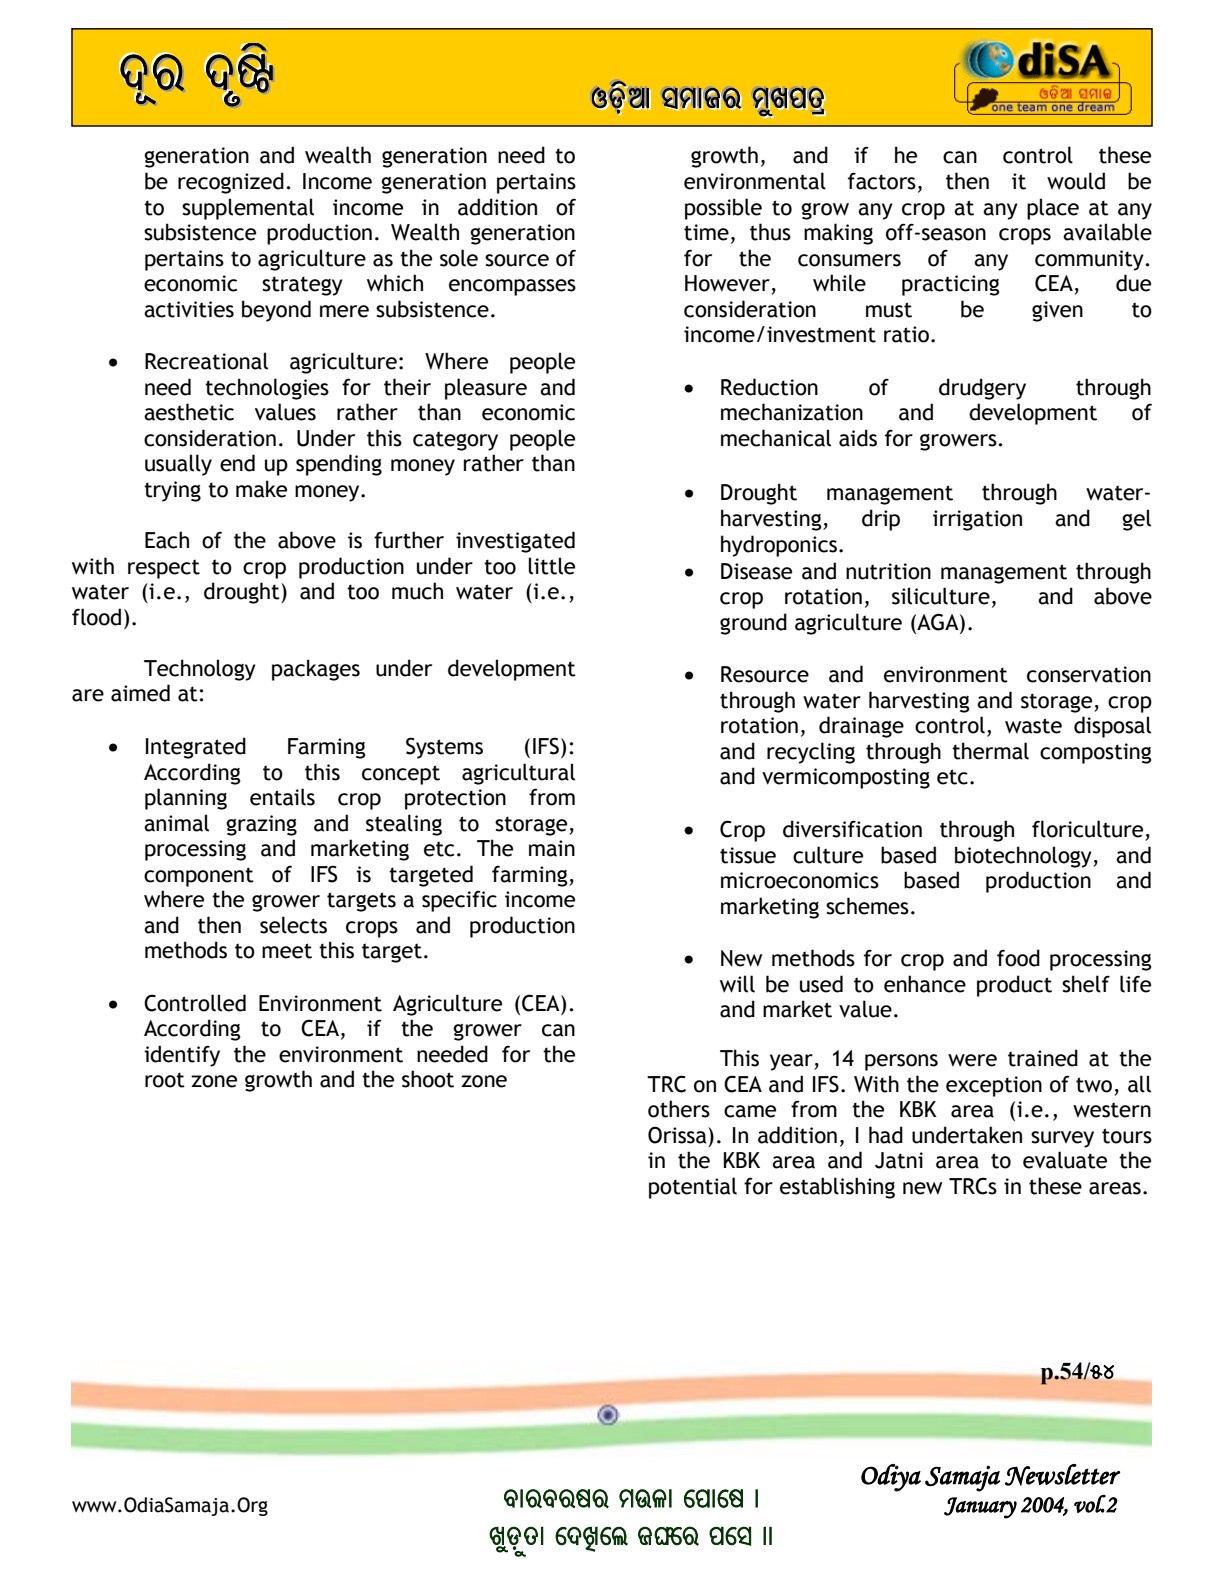 ଦୂର ଦୃଷ୍ଟି
ଓଡ଼ିଆ ସମାଜର ମୁଖପତ୍ର
diSA
ଓଡିଆ ସମାଜ
one team one dream
generation and wealth generation need to
be recognized. Income generation pertains
to supplemental income in addition of
subsistence production. Wealth generation
pertains to agriculture as the sole source of
economic strategy which encompasses
activities beyond mere subsistence.
• Recreational agriculture: Where people
need technologies for their pleasure and
aesthetic values rather than economic
consideration. Under this category people
usually end up spending money rather than
trying to make money.
Each of the above is further investigated
with respect to crop production under too little
water (i.e., drought) and too much water (i.e.,
flood).
Technology packages under development
are aimed at:
• Integrated Farming Systems (IFS):
According to this concept agricultural
planning entails crop protection from
animal grazing and stealing to storage,
processing and marketing etc. The main
component of IFS is targeted farming,
where the grower targets a specific income
and then selects crops and production
methods to meet this target.
• Controlled Environment Agriculture (CEA).
According to CEA, if the grower can
identify the environment needed for the
root zone growth and the shoot zone
growth, and if he can control these
environmental factors, then it would be
possible to grow any crop at any place at any
time, thus making off-season crops available
for the consumers of any community.
However, while practicing CEA, due
consideration must be given to
income/investment ratio.
• Reduction of drudgery through
mechanization and development of
mechanical aids for growers.
• Drought management through water-
harvesting, drip irrigation and gel
hydroponics.
• Disease and nutrition management through
crop rotation, siliculture, and above
ground agriculture (AGA).
• Resource and environment conservation
through water harvesting and storage, crop
rotation, drainage control, waste disposal
and recycling through thermal composting
and vermicomposting etc.
• Crop diversification through floriculture,
tissue culture based biotechnology, and
microeconomics based production and
marketing schemes.
• New methods for crop and food processing
will be used to enhance product shelf life
and market value.
This year, 14 persons were trained at the
TRC on CEA and IFS. With the exception of two, all
others came from the KBK area (i.e., western
Orissa). In addition, I had undertaken survey tours
in the KBK area and Jatni area to evaluate the
potential for establishing new TRCs in these areas.
p.54/୫୪
Odiya Samaja Newsletter
www.OdiaSamaja.Org
January 2004, vol.2
ବାରବରଷର ମଉଳା ପୋଷେ ।
ଖୁଡ଼ୁତା ଦେଖିଲେ ଜଙ୍ଘରେ ପସେ ॥